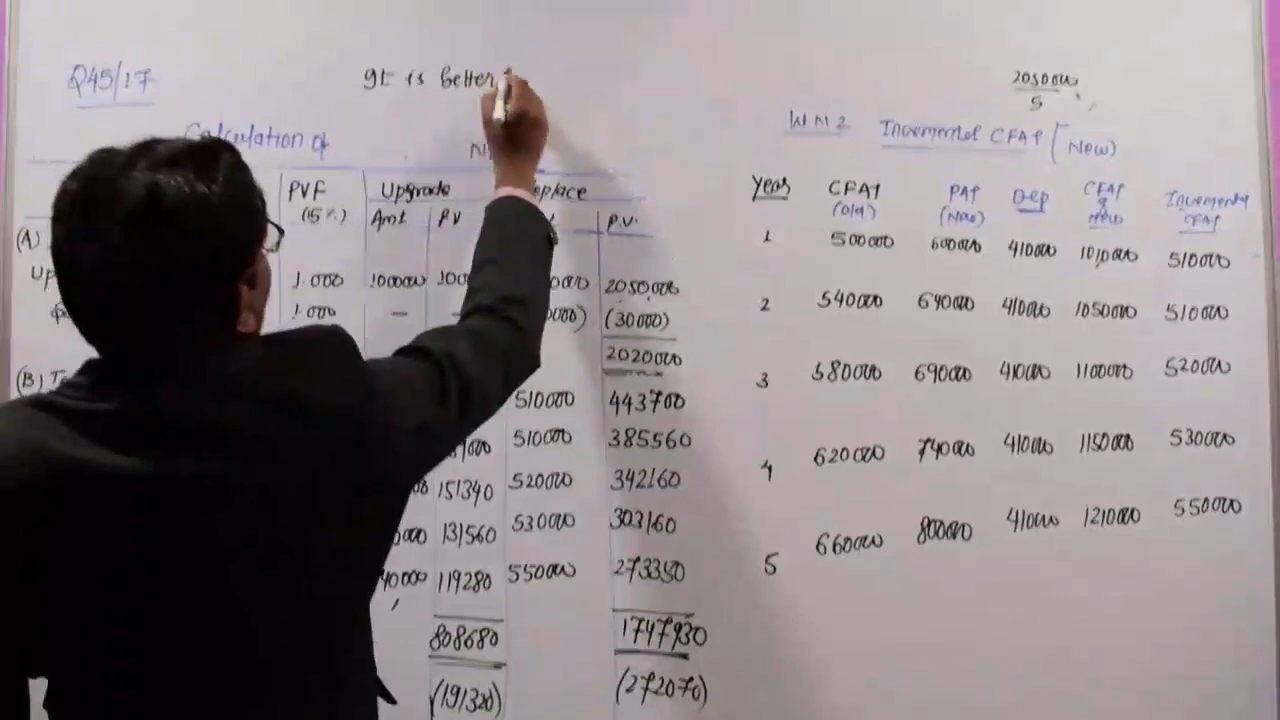 Q45/17
It is better
2050000
5
Calculation of
WN2 Incremental CFAT (New)
PVF
(15%)
Upgrade
Amt
PV
P.V.
(A)
1.000
1000000
2050000
1.000
–
(30000)
2020000
(B)
510000
443700
510000
385560
151340
520000
342160
131560
530000
303160
119280
550000
273350
808680
1747930
(191320)
(272070)
Year
CFAT
(Old)
PAT
(New)
Dep
CFAT
New
Incremental
CFAT
1 500000 600000 410000 1010000 510000
2 540000 640000 410000 1050000 510000
3 580000 690000 410000 1100000 520000
4 620000 740000 410000 1150000 530000
5 660000 800000 410000 1210000 550000